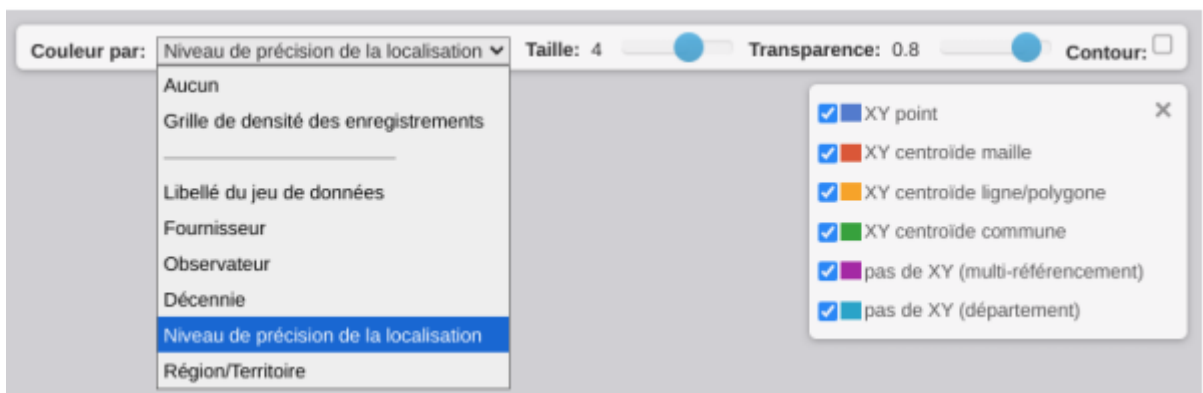 Couleur par: Niveau de précision de la localisation Taille: 4 Transparence: 0.8 Contour:
Aucun
Grille de densité des enregistrements
Libellé du jeu de données
Fournisseur
Observateur
Décennie
Niveau de précision de la localisation
Région/Territoire
XY point
XY centroïde maille
XY centroïde ligne/polygone
XY centroïde commune
pas de XY (multi-référencement)
pas de XY (département)